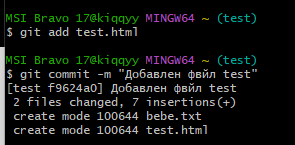 MSI Bravo 17@kiqqyy MINGW64 ~ (test)
$ git add test.html
MSI Bravo 17@kiqqyy MINGW64 ~ (test)
$ git commit -m "Добавлен фвйл test"
[test f9624a0] Добавлен фвйл test
2 files changed, 7 insertions(+)
create mode 100644 bebe.txt
create mode 100644 test.html